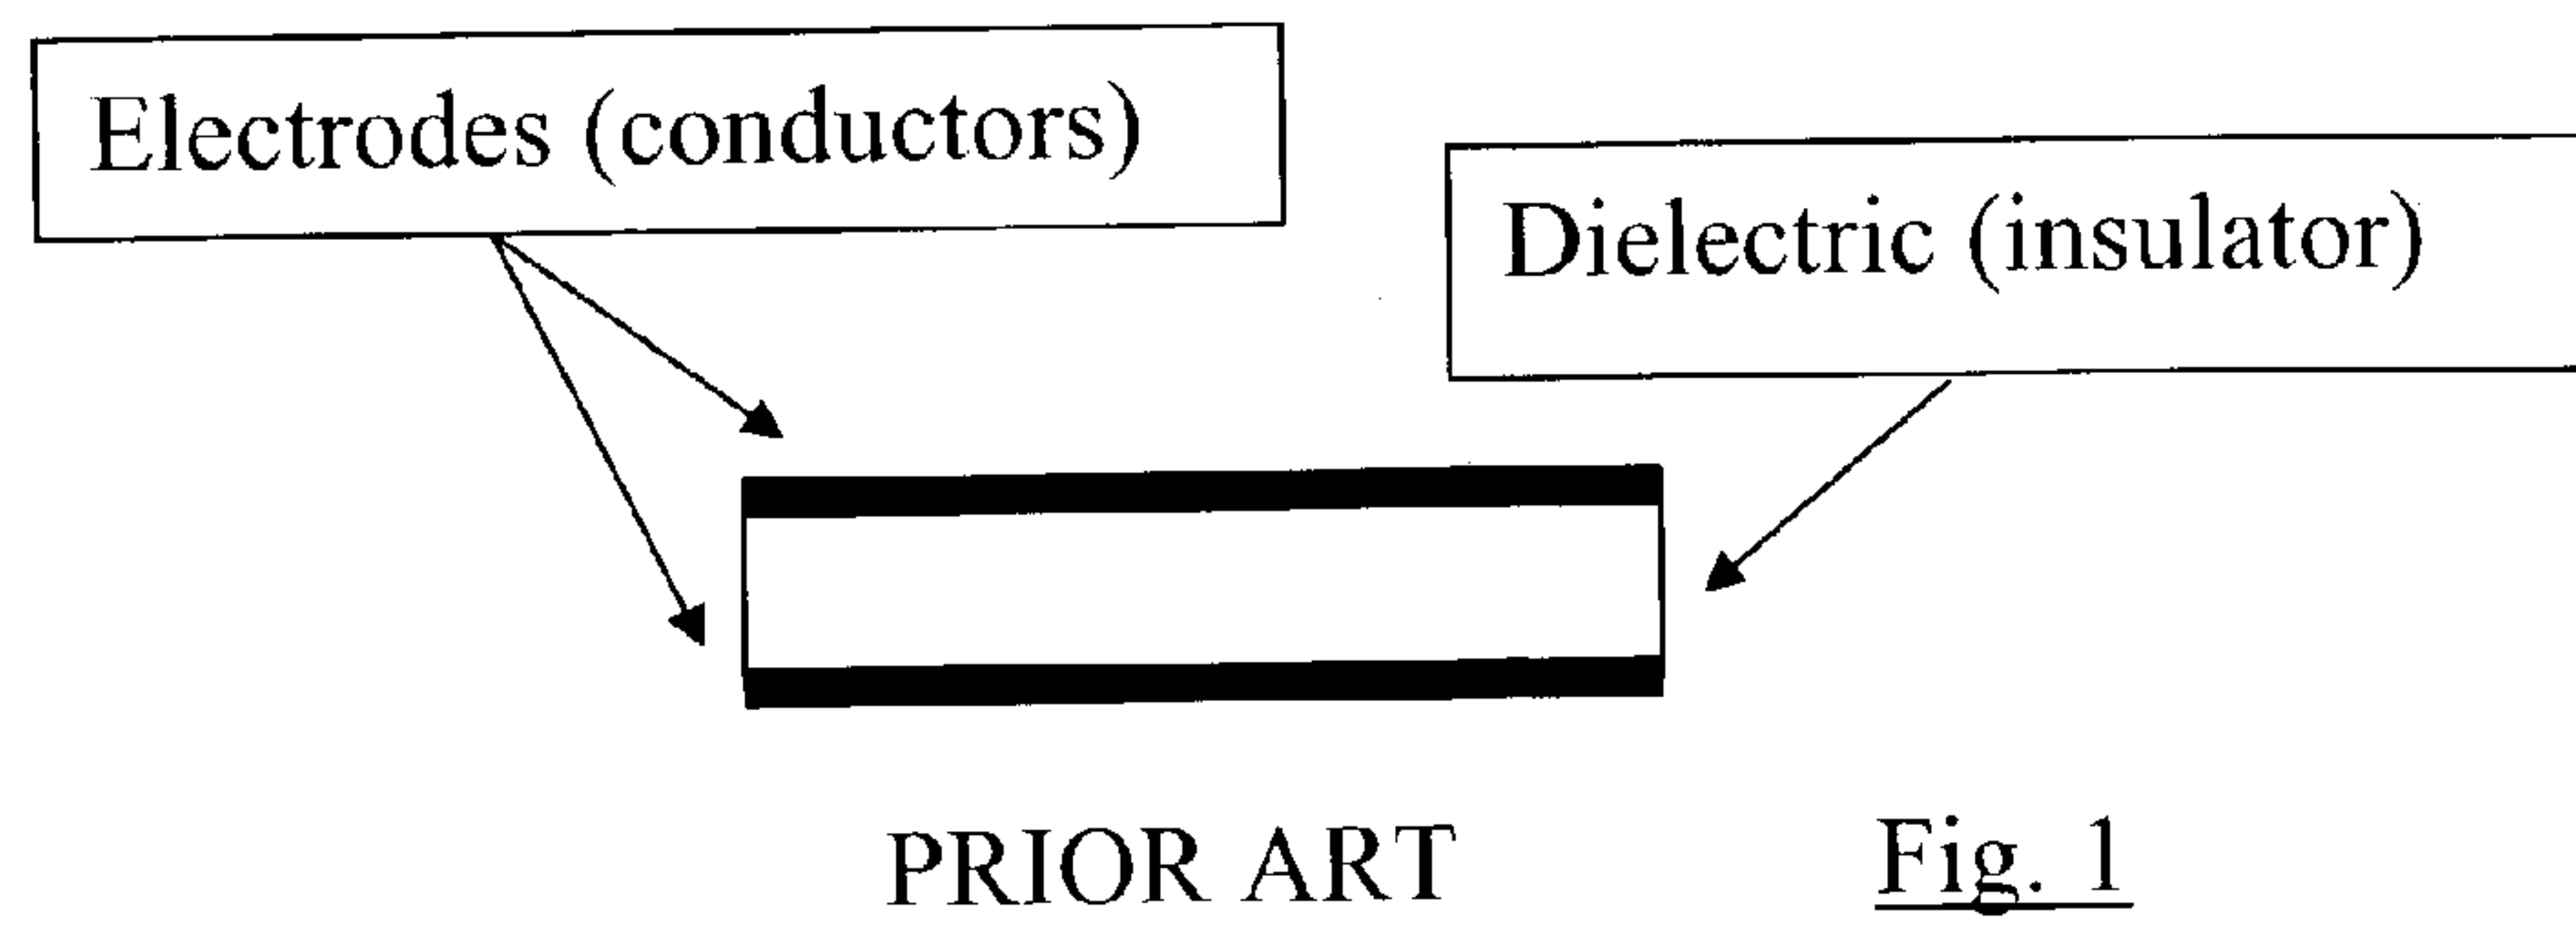 Electrodes (conductors)
Dielectric (insulator)
PRIOR ART
Fig. 1